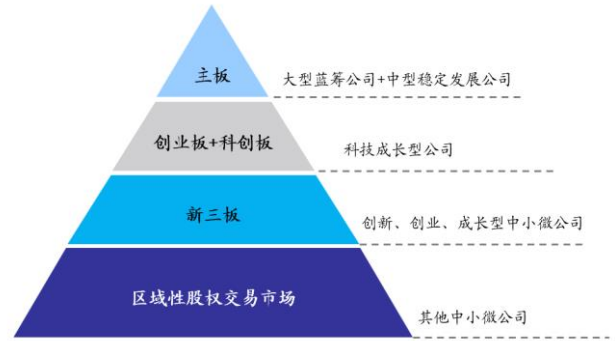 主板
大型蓝筹公司+中型稳定发展公司
创业板+科创板
科技成长型公司
新三板
创新、创业、成长型中小微公司
区域性股权交易市场
其他中小微公司